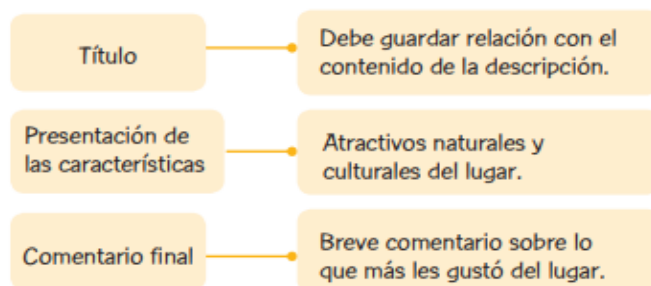 Título
Debe guardar relación con el
contenido de la descripción.
Presentación de
las características
Atractivos naturales y
culturales del lugar.
Comentario final
Breve comentario sobre lo
que más les gustó del lugar.